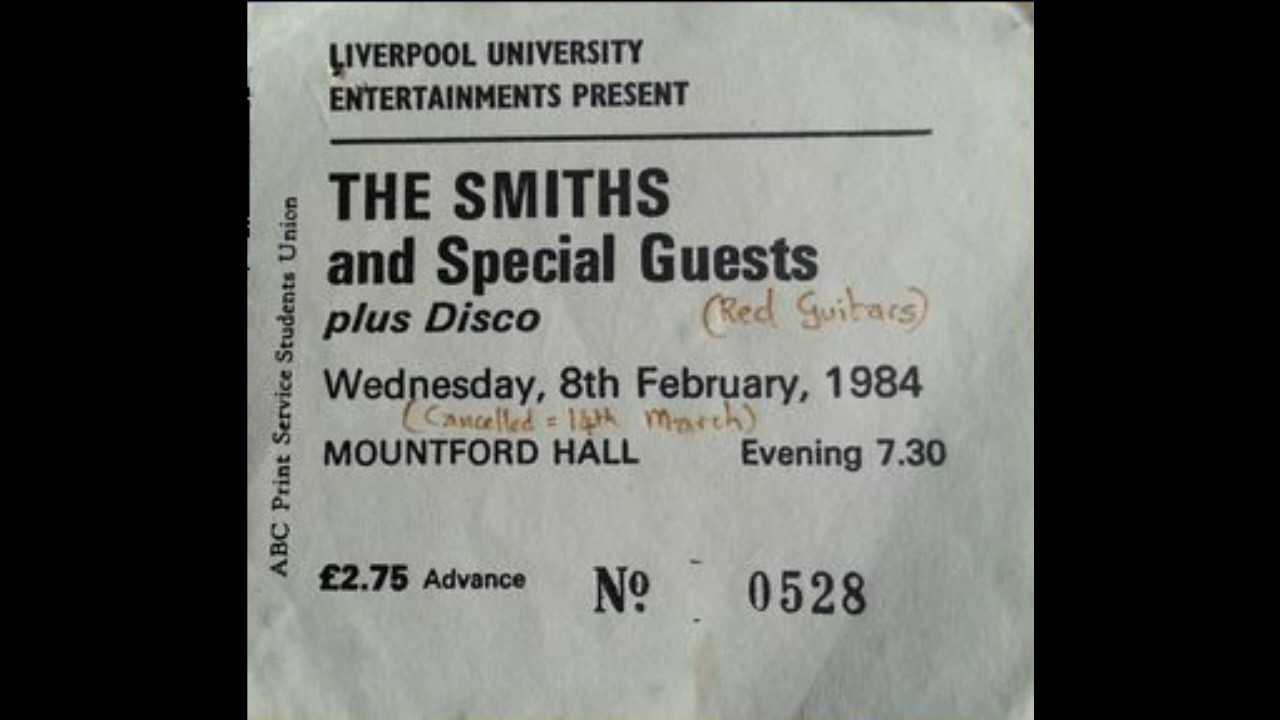 LIVERPOOL UNIVERSITY
ENTERTAINMENTS PRESENT
THE SMITHS
and Special Guests
plus Disco
(Red Guitars)
Wednesday, 8th February, 1984
(Cancelled = 14th March)
MOUNTFORD HALL Evening 7.30
£2.75 Advance Nº 0528
ABC Print Service Students Union